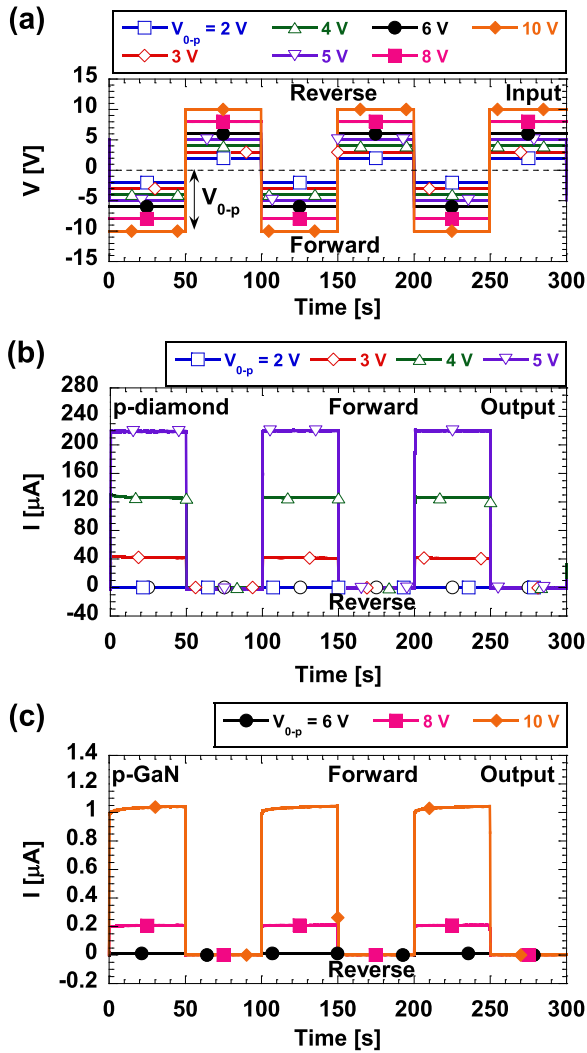 (a)
V0-p = 2 V 4 V 6 V 10 V
3 V 5 V 8 V
15
10
5
0
-5
-10
-15
V [V]
Reverse Input
V0-p
Forward
0 50 100 150 200 250 300
Time [s]
(b)
V0-p = 2 V 3 V 4 V 5 V
280
240
200
160
120
80
40
0
-40
I [μA]
p-diamond Forward Output
Reverse
0 50 100 150 200 250 300
Time [s]
(c)
V0-p = 6 V 8 V 10 V
1.4
1.2
1
0.8
0.6
0.4
0.2
0
-0.2
I [μA]
p-GaN Forward Output
Reverse
0 50 100 150 200 250 300
Time [s]